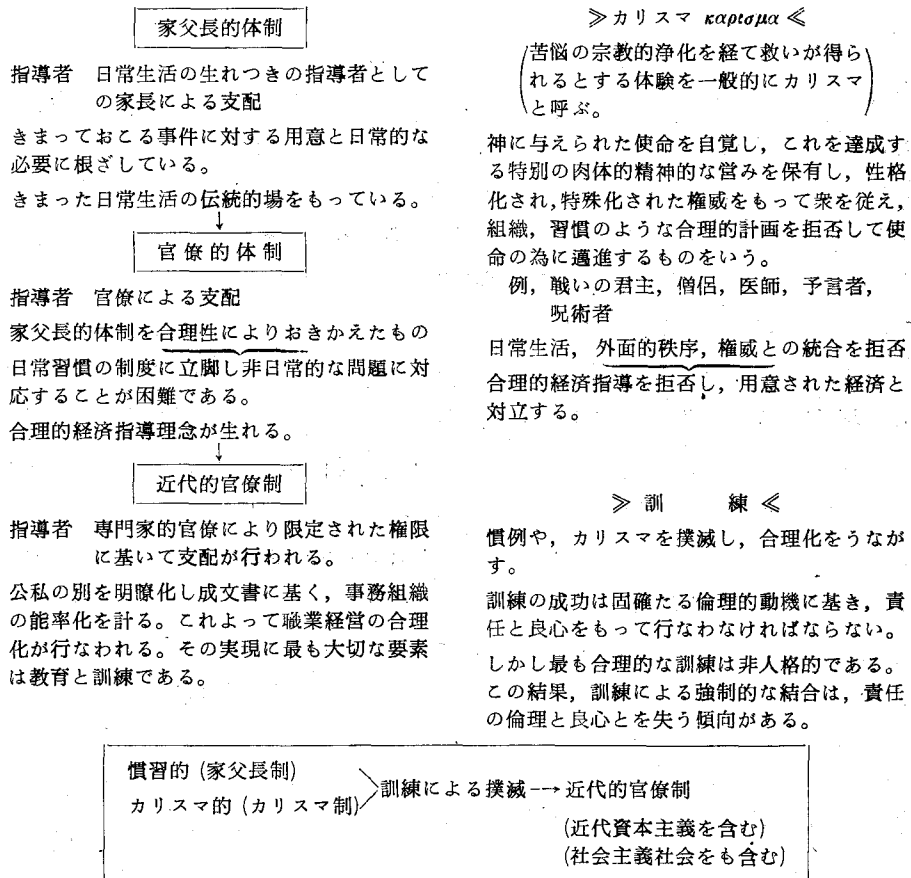 家父長的体制
指導者 日常生活の生れつきの指導者として
の家長による支配
きまっておこる事件に対する用意と日常的な
必要に根ざしている。
きまった日常生活の伝統的場をもっている。
↓
官僚的体制
指導者 官僚による支配
家父長的体制を合理性によりおきかえたもの
日常習慣の制度に立脚し非日常的な問題に対
応することが困難である。
合理的経済指導理念が生れる。
↓
近代的官僚制
指導者 専門家的官僚により限定された権限
に基いて支配が行われる。
公私の別を明瞭化し成文書に基く，事務組織
の能率化を計る。これよって職業経営の合理
化が行なわれる。その実現に最も大切な要素
は教育と訓練である。
≫カリスマ καρισμα≪
(苦悩の宗教的浄化を経て救いが得ら
れるとする体験を一般的にカリスマ
と呼ぶ。)
神に与えられた使命を自覚し，これを達成す
る特別の肉体的精神的な営みを保有し，性格
化され，特殊化された権威をもって衆を従え，
組織，習慣のような合理的計画を拒否して使
命の為に邁進するものをいう。
例，戦いの君主，僧侶，医師，予言者，
呪術者
日常生活，外面的秩序，権威との統合を拒否
合理的経済指導を拒否し，用意された経済と
対立する。
≫訓 練≪
慣例や，カリスマを撲滅し，合理化をうなが
す。
訓練の成功は固確たる倫理的動機に基き，責
任と良心をもって行なわなければならない。
しかし最も合理的な訓練は非人格的である。
この結果，訓練による強制的な結合は，責任
の倫理と良心とを失う傾向がある。
慣習的 (家父長制)
カリスマ的 (カリスマ制)
訓練による撲滅→近代的官僚制
(近代資本主義を含む)
(社会主義社会をも含む)